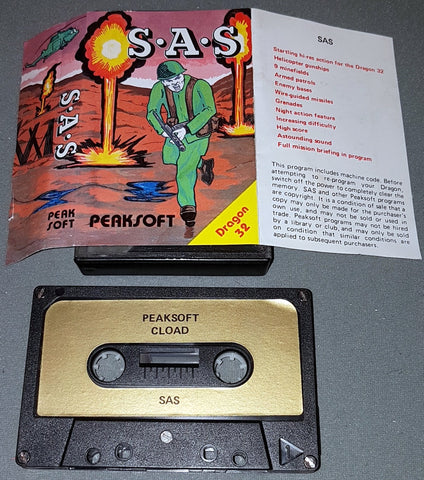 S·A·S
PEAK
SOFT
S·A·S
PEAKSOFT
Dragon
32
SAS
Startling hi-res action for the Dragon 32
Helicopter gunships
9 minefields
Armed patrols
Enemy bases
Wire-guided missiles
Granades
Night action feature
Increasing difficulty
High score
Astounding sound
Full mission briefing in program
This program includes machine code. Before
attempting to re-program your Dragon,
switch off the power to completely clear the
memory. SAS and other Peaksoft programs
are copyright. It is a condition of sale that a
copy may only be made for the purchaser's
own use, and may not be sold or used in
trade. Peaksoft programs may not be hired
by a library or club, and may only be sold
on condition that similar conditions are
applied to subsequent purchasers.
PEAKSOFT
CLOAD
SAS
1